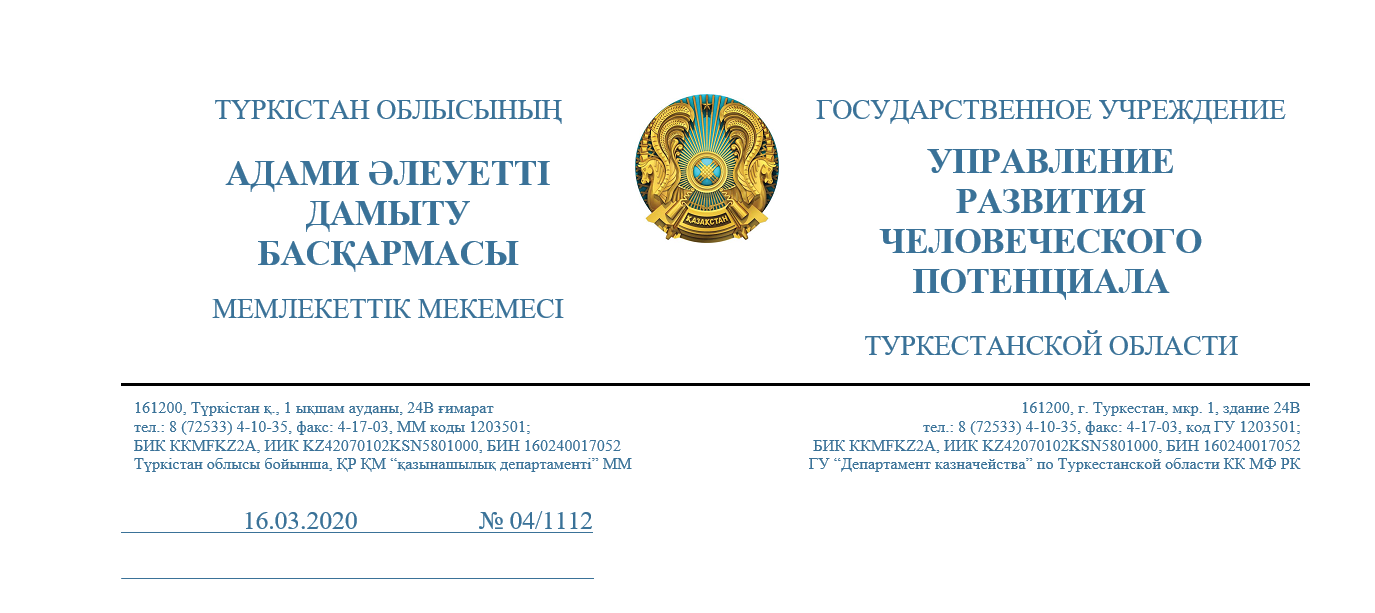 ТҮРКІСТАН ОБЛЫСЫНЫҢ
АДАМИ ӘЛЕУЕТТІ
ДАМЫТУ
БАСҚАРМАСЫ
МЕМЛЕКЕТТІК МЕКЕМЕСІ
ҚАЗАҚСТАН
ГОСУДАРСТВЕННОЕ УЧРЕЖДЕНИЕ
УПРАВЛЕНИЕ
РАЗВИТИЯ
ЧЕЛОВЕЧЕСКОГО
ПОТЕНЦИАЛА
ТУРКЕСТАНСКОЙ ОБЛАСТИ
161200, Түркістан қ., 1 ықшам ауданы, 24В ғимарат
тел.: 8 (72533) 4-10-35, факс: 4-17-03, ММ коды 1203501;
БИК KKMFKZ2A, ИИК KZ42070102KSN5801000, БИН 160240017052
Түркістан облысы бойынша, ҚР ҚМ “қазынашылық департаменті” ММ
161200, г. Туркестан, мкр. 1, здание 24В
тел.: 8 (72533) 4-10-35, факс: 4-17-03, код ГУ 1203501;
БИК KKMFKZ2A, ИИК KZ42070102KSN5801000, БИН 160240017052
ГУ “Департамент казначейства” по Туркестанской области КК МФ РК
16.03.2020 № 04/1112